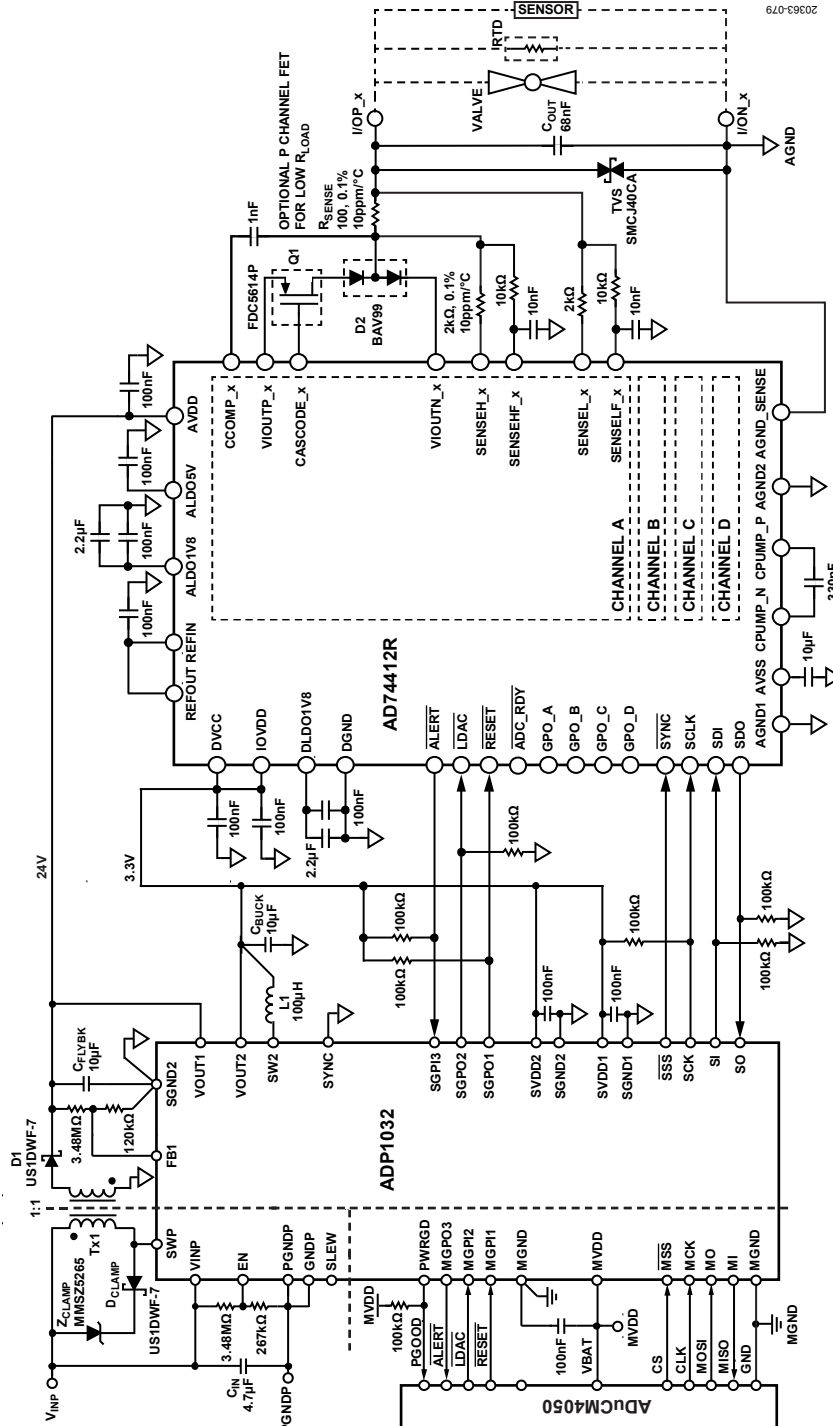 20363-079
SENSOR
RTD
VALVE
I/OP_x
I/ON_x
COUT
68nF
AGND
TVS
SMCJ40CA
OPTIONAL P CHANNEL FET
FOR LOW RLOAD
RSENSE
100, 0.1%
10ppm/°C
1nF
Q1
FDC5614P
D2
BAV99
2kΩ, 0.1%
10ppm/°C
10kΩ
10nF
2kΩ
10kΩ
10nF
100nF
100nF
2.2µF
100nF
100nF
AVDD
ALDO5V
ALDO1V8
REFIN
REFOUT
CCOMP_x
VIOUTP_x
CASCODE_x
VIOUTN_x
SENSEH_x
SENSEHF_x
SENSEL_x
SENSELF_x
CHANNEL A
CHANNEL B
CHANNEL C
CHANNEL D
AD74412R
AGND_SENSE
AGND2
CPUMP_P
CPUMP_N
AVSS
AGND1
10µF
DVCC
IOVDD
DLDO1V8
DGND
ALERT
LDAC
RESET
ADC_RDY
GPO_A
GPO_B
GPO_C
GPO_D
SYNC
SCLK
SDI
SDO
24V
3.3V
100nF
100nF
2.2µF
100nF
100kΩ
CBUCK
10µF
L1
100µH
100kΩ
100kΩ
100nF
100nF
100kΩ
100kΩ
100kΩ
CFLYBK
10µF
3.48MΩ
120kΩ
D1
US1DWF-7
1:1
Tx1
SGND2
FB1
SWP
VOUT1
VOUT2
SW2
SYNC
SGPI3
SGPO2
SGPO1
SVDD2
SGND2
SVDD1
SGND1
SSS
SCK
SI
SO
ADP1032
VINP
EN
PGNDP
GNDP
SLEW
PWRGD
MGPO3
MGPI2
MGPI1
MGND
MVDD
MSS
MCK
MO
MI
MGND
ZCLAMP
MMSZ5265
DCLAMP
US1DWF-7
VINP
3.48MΩ
267kΩ
CIN
4.7µF
MVDD
100kΩ
PGOOD
ALERT
LDAC
RESET
100nF
VBAT
MVDD
CS
CLK
MOSI
MISO
GND
MGND
ADuCM4050